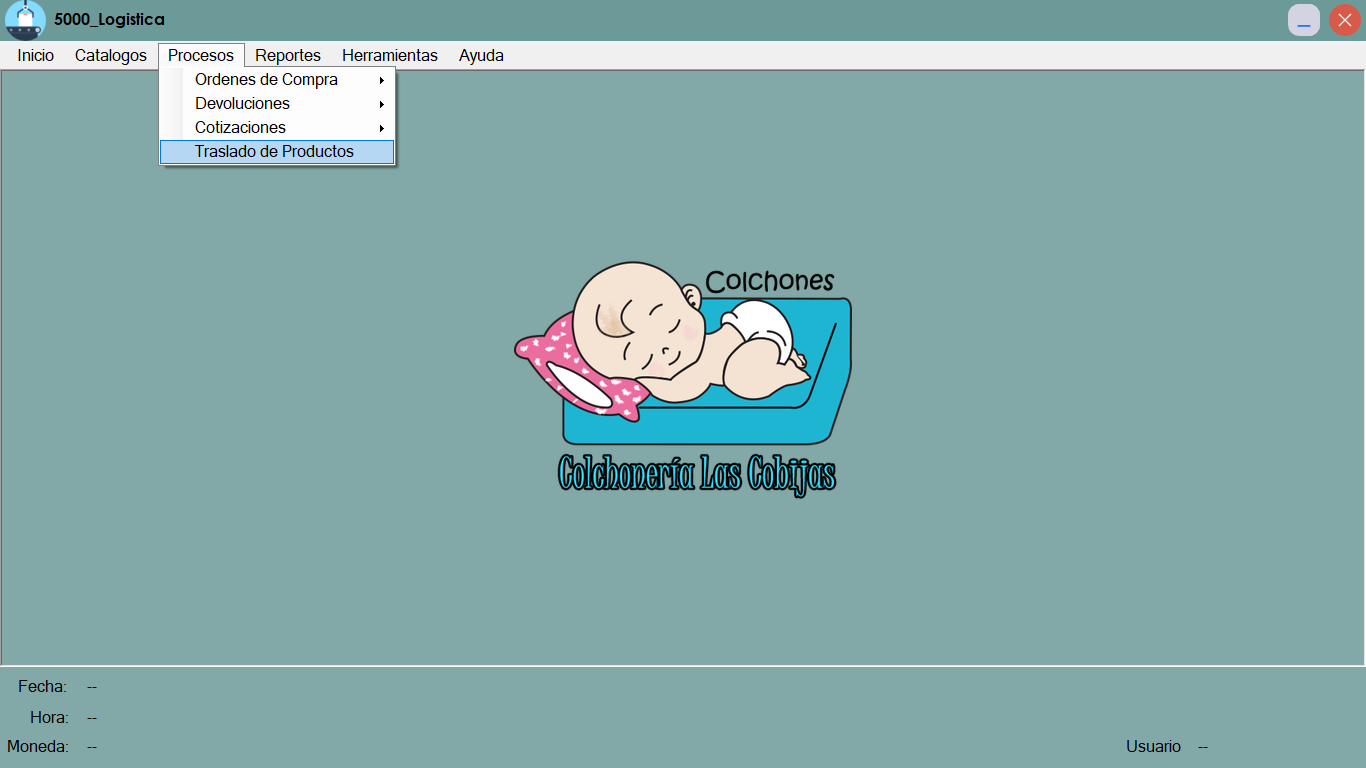 5000_Logistica
Inicio Catalogos Procesos Reportes Herramientas Ayuda
Ordenes de Compra
Devoluciones
Cotizaciones
Traslado de Productos
Colchones
Colchonería Las Cobijas
Fecha: --
Hora: --
Moneda: --
Usuario --